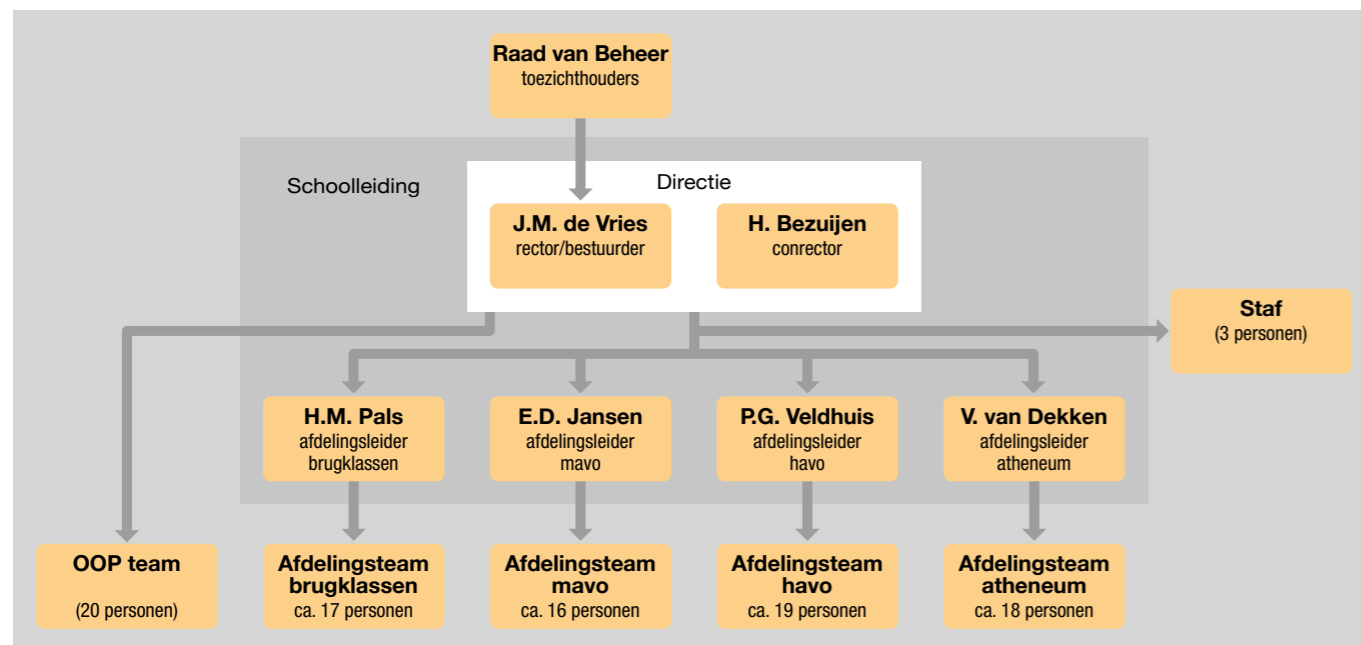 Raad van Beheer
toezichthouders
Schoolleiding
Directie
J.M. de Vries
rector/bestuurder
H. Bezuijen
conrector
Staf
(3 personen)
H.M. Pals
afdelingsleider
brugklassen
E.D. Jansen
afdelingsleider
mavo
P.G. Veldhuis
afdelingsleider
havo
V. van Dekken
afdelingsleider
atheneum
OOP team
(20 personen)
Afdelingsteam
brugklassen
ca. 17 personen
Afdelingsteam
mavo
ca. 16 personen
Afdelingsteam
havo
ca. 19 personen
Afdelingsteam
atheneum
ca. 18 personen